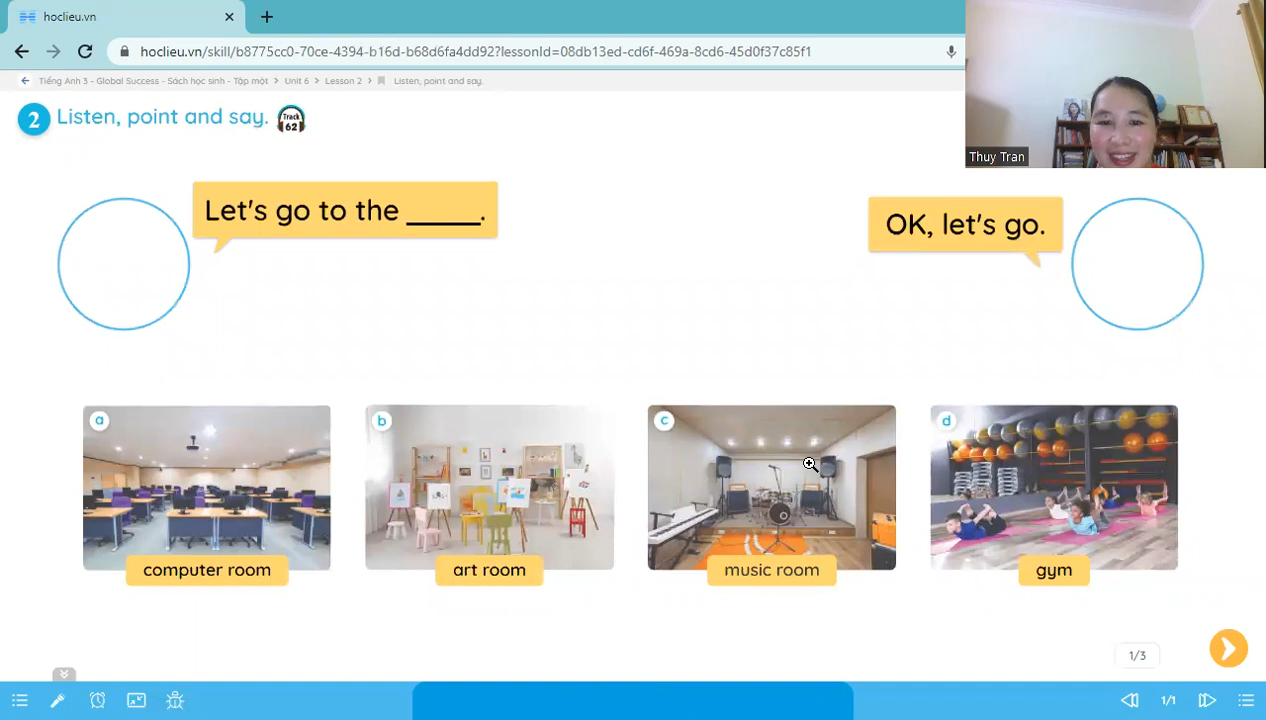 hoclieu.vn
hoclieu.vn/skill/b8775cc0-70ce-4394-b16d-b68d6fa4dd92?lessonId=08db13ed-cd6f-469a-8cd6-45d0f37c85f1
Tiếng Anh 3 - Global Success - Sách học sinh - Tập một > Unit 6 > Lesson 2 > Listen, point and say.
2 Listen, point and say. Track 62
Thuy Tran
Let's go to the _____.
OK, let's go.
a
b
c
d
computer room
art room
music room
gym
1/3
1/1